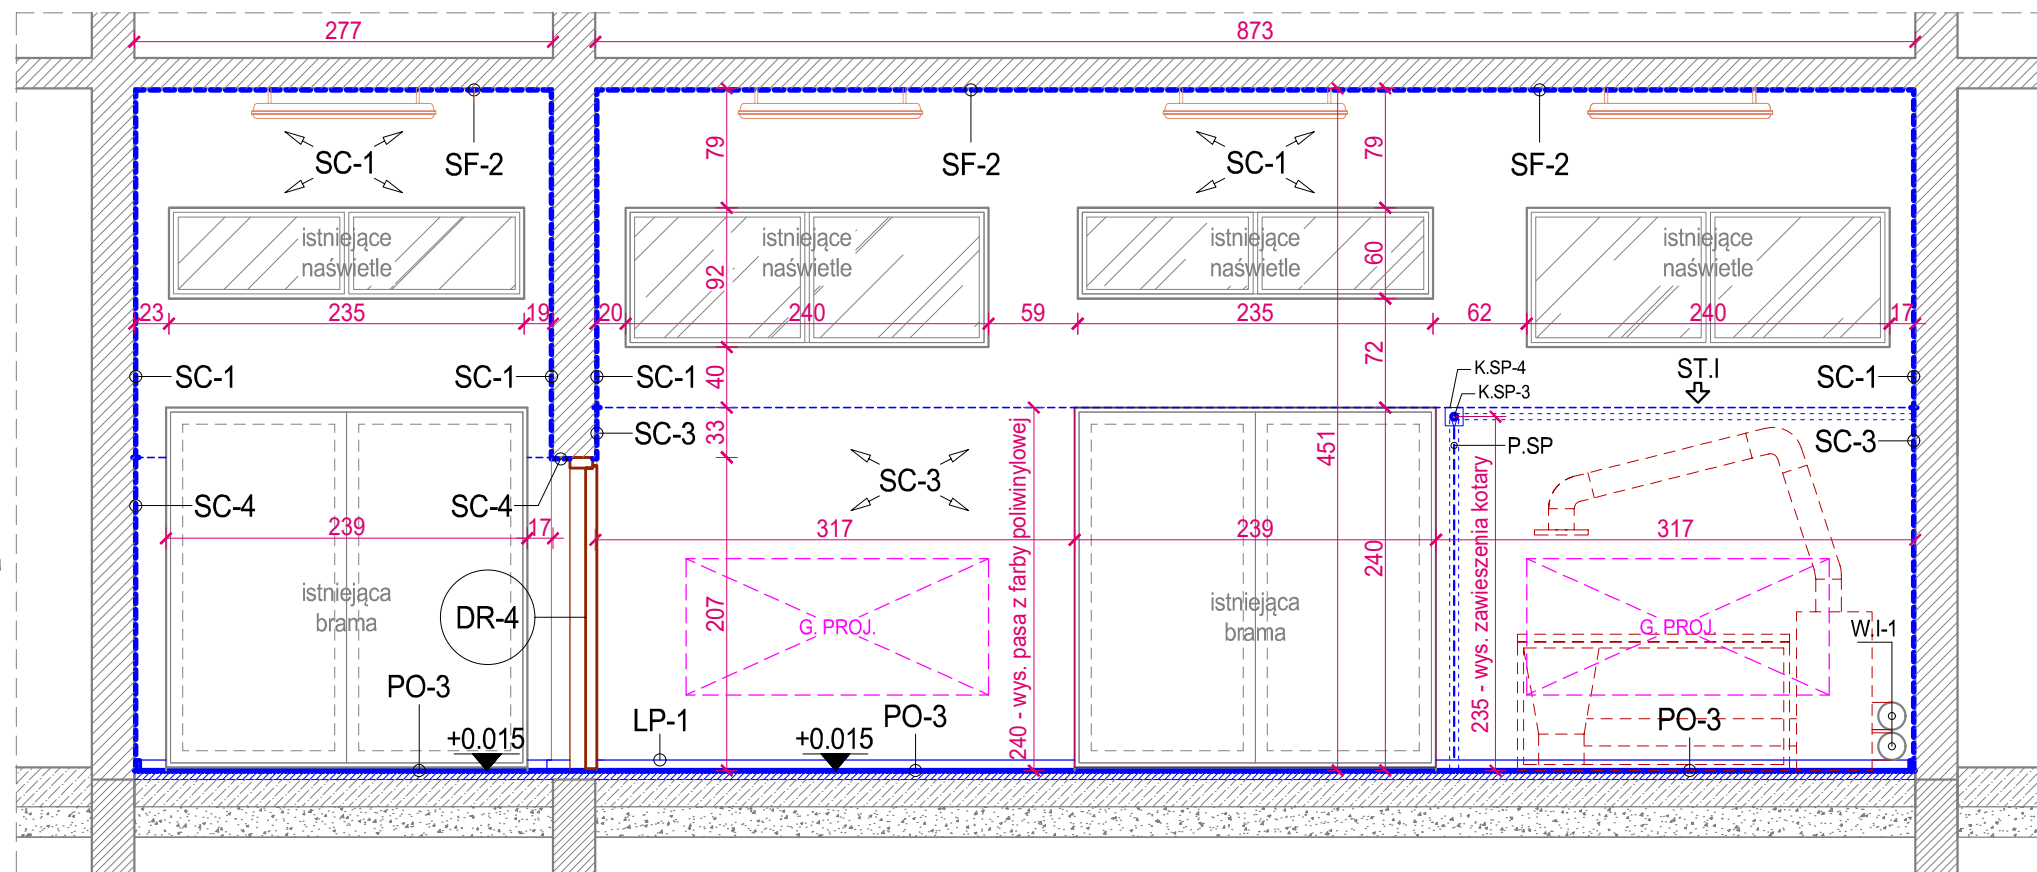 277
873
SC-1
SF-2
79
SF-2
SC-1
79
SF-2
istniejące
naświetle
istniejące
naświetle
istniejące
naświetle
istniejące
naświetle
92
60
23
235
19
20
240
59
235
62
240
17
SC-1
SC-1
SC-1
40
72
K.SP-4
K.SP-3
ST.I
SC-1
SC-3
33
451
P.SP
SC-3
SC-4
SC-4
SC-3
239
17
317
239
317
240
240 - wys. pasa z farby poliwinylowej
235 - wys. zawieszenia kotary
istniejąca
brama
DR-4
207
G. PROJ.
istniejąca
brama
G. PROJ.
W.I-1
PO-3
LP-1
PO-3
PO-3
+0.015
+0.015